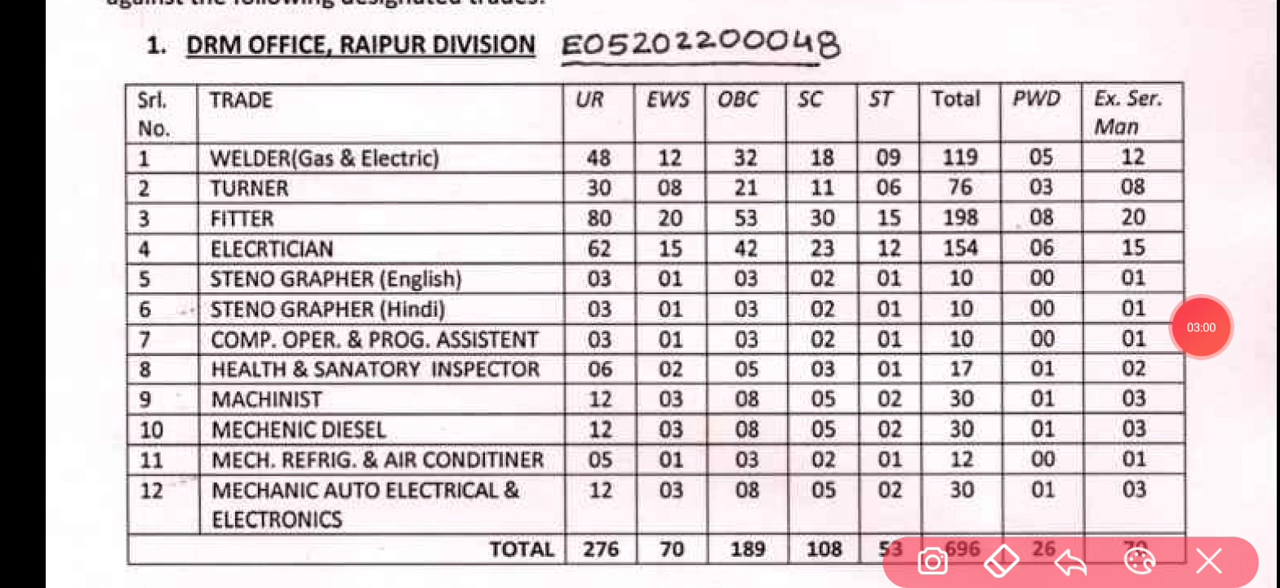 against the following designated trades:
1. DRM OFFICE, RAIPUR DIVISION E05202200048
Srl. No. TRADE UR EWS OBC SC ST Total PWD Ex. Ser. Man
1 WELDER(Gas & Electric) 48 12 32 18 09 119 05 12
2 TURNER 30 08 21 11 06 76 03 08
3 FITTER 80 20 53 30 15 198 08 20
4 ELECRTICIAN 62 15 42 23 12 154 06 15
5 STENO GRAPHER (English) 03 01 03 02 01 10 00 01
6 STENO GRAPHER (Hindi) 03 01 03 02 01 10 00 01
7 COMP. OPER. & PROG. ASSISTENT 03 01 03 02 01 10 00 01
8 HEALTH & SANATORY INSPECTOR 06 02 05 03 01 17 01 02
9 MACHINIST 12 03 08 05 02 30 01 03
10 MECHENIC DIESEL 12 03 08 05 02 30 01 03
11 MECH. REFRIG. & AIR CONDITINER 05 01 03 02 01 12 00 01
12 MECHANIC AUTO ELECTRICAL & ELECTRONICS 12 03 08 05 02 30 01 03
TOTAL 276 70 189 108 53 696 26 70
03:00